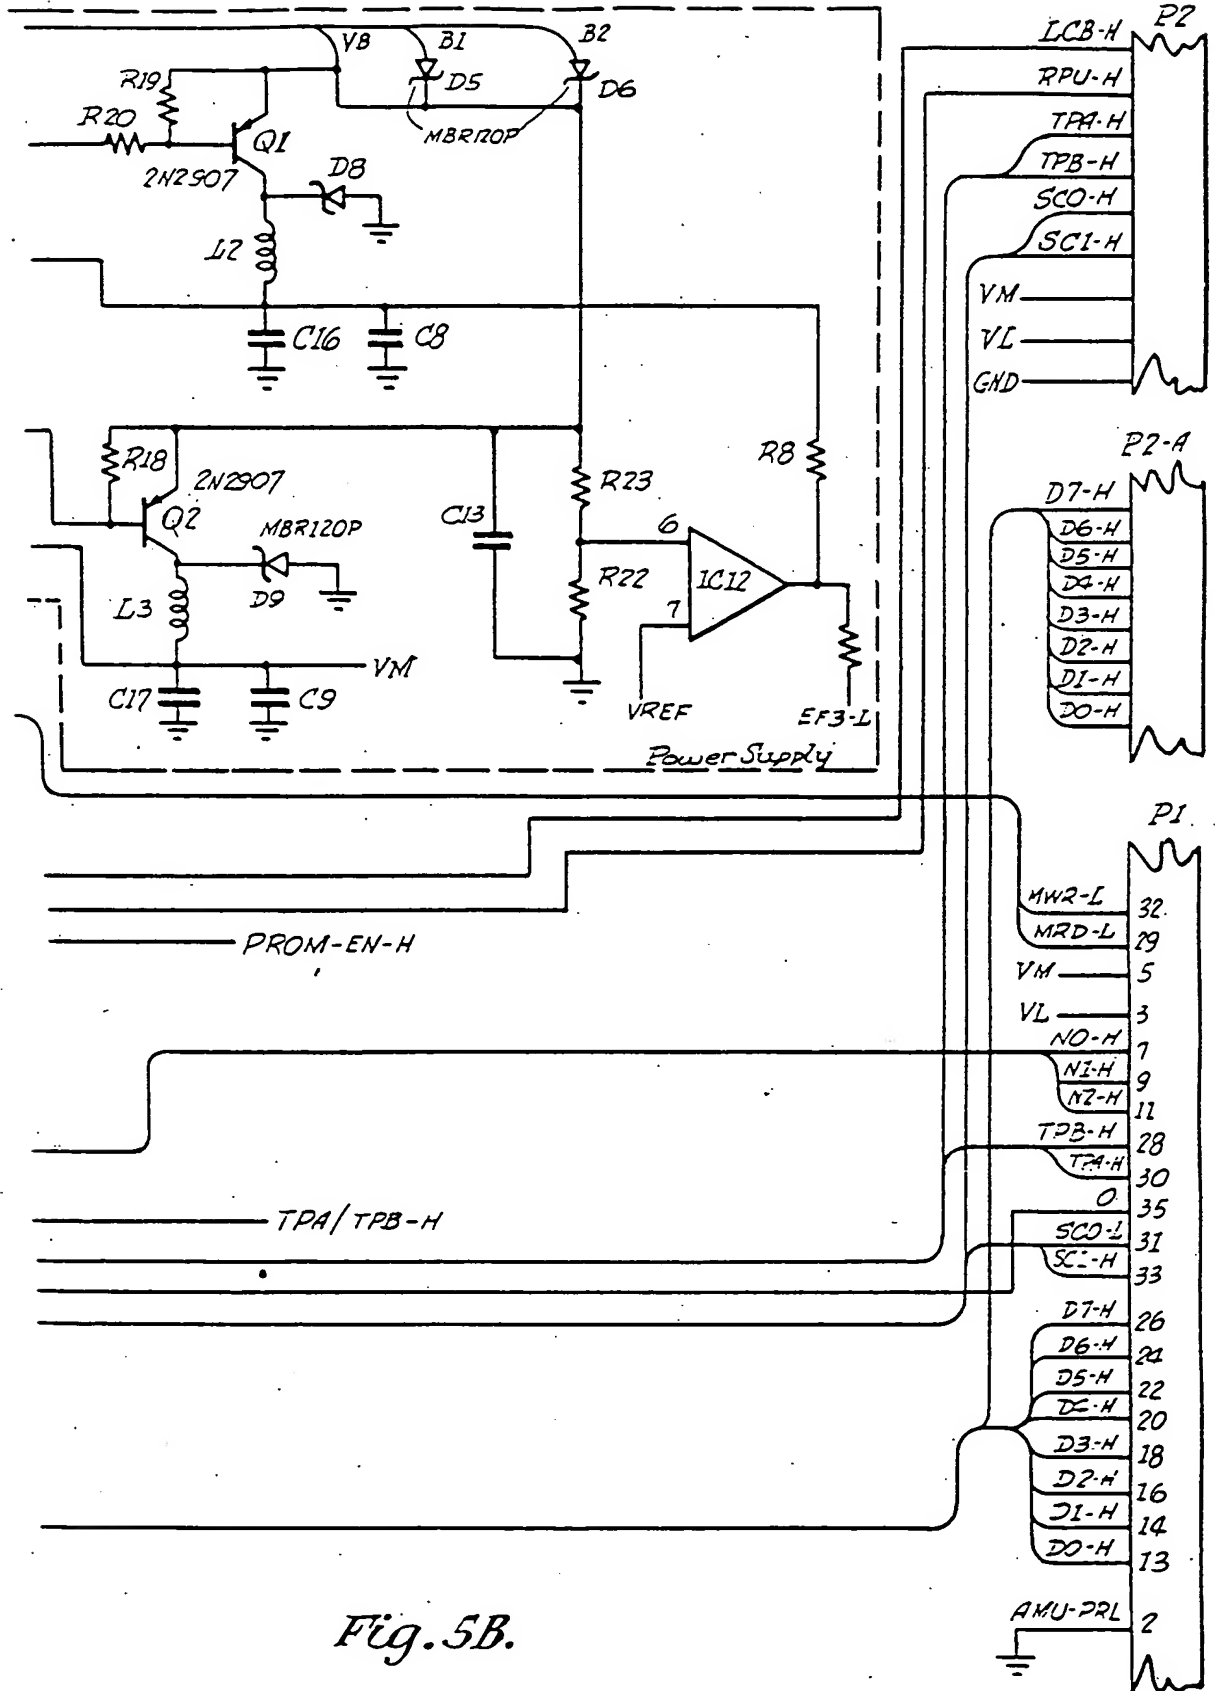 P2
LCB-H
RPU-H
TPA-H
TPB-H
SC0-H
SC1-H
VM
VL
GND
VB
B1
B2
R19
D5
D6
R20
Q1
MBR120P
2N2907
D8
L2
C16
C8
P2-A
D7-H
D6-H
D5-H
D4-H
D3-H
D2-H
D1-H
D0-H
R18
2N2907
Q2
MBR120P
D9
L3
C13
R23
R22
R8
6
IC12
7
VM
C17
C9
VREF
EF3-L
Power Supply
P1
MWR-L
32
MRD-L
29
VM
5
VL
3
PROM-EN-H
N0-H
7
N1-H
9
N2-H
11
TPB-H
28
TPA-H
30
O
35
TPA/TPB-H
SC0-L
31
SC1-H
33
D7-H
26
D6-H
24
D5-H
22
D4-H
20
D3-H
18
D2-H
16
D1-H
14
D0-H
13
AMU-PRL
2
Fig. 5B.